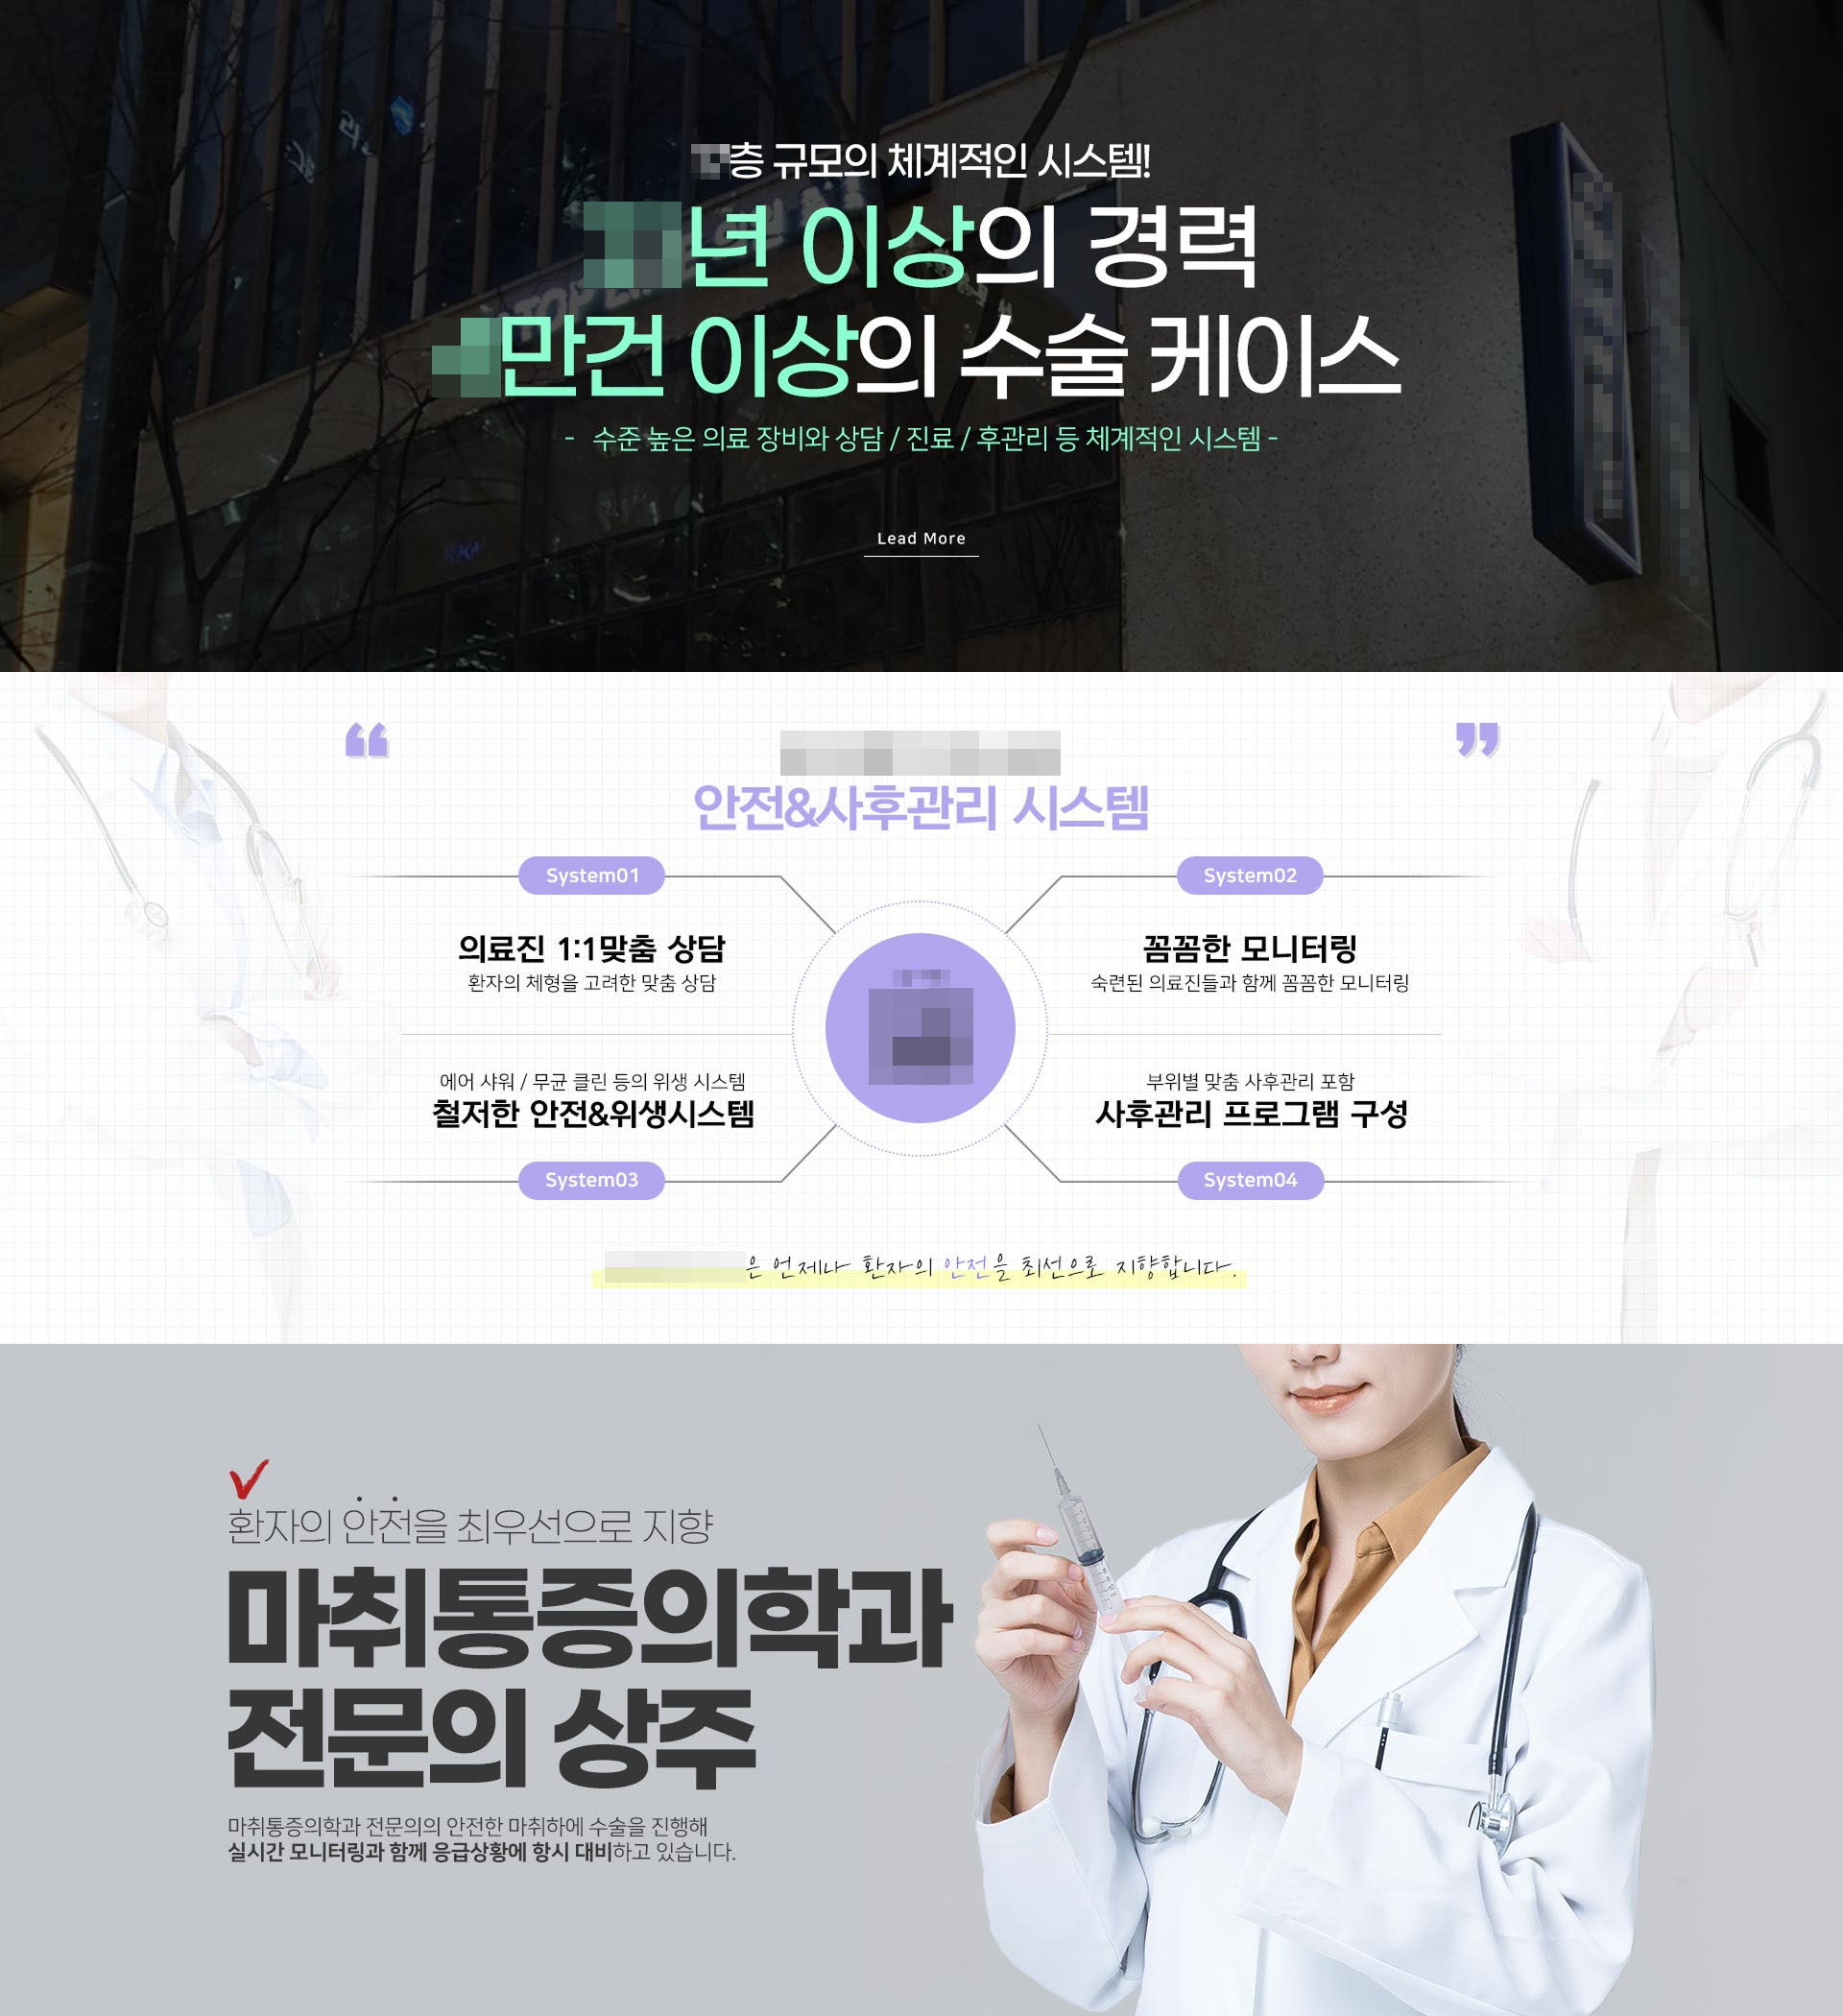 층 규모의 체계적인 시스템!
년 이상의 경력
만건 이상의 수술 케이스
- 수준 높은 의료 장비와 상담 / 진료 / 후관리 등 체계적인 시스템 -
Lead More
안전&사후관리 시스템
System01
의료진 1:1맞춤 상담
환자의 체형을 고려한 맞춤 상담
System02
꼼꼼한 모니터링
숙련된 의료진들과 함께 꼼꼼한 모니터링
에어 샤워 / 무균 클린 등의 위생 시스템
철저한 안전&위생시스템
System03
부위별 맞춤 사후관리 포함
사후관리 프로그램 구성
System04
은 언제나 환자의 안전을 최선으로 지향합니다.
환자의 안전을 최우선으로 지향
마취통증의학과
전문의 상주
마취통증의학과 전문의의 안전한 마취하에 수술을 진행해
실시간 모니터링과 함께 응급상황에 항시 대비하고 있습니다.